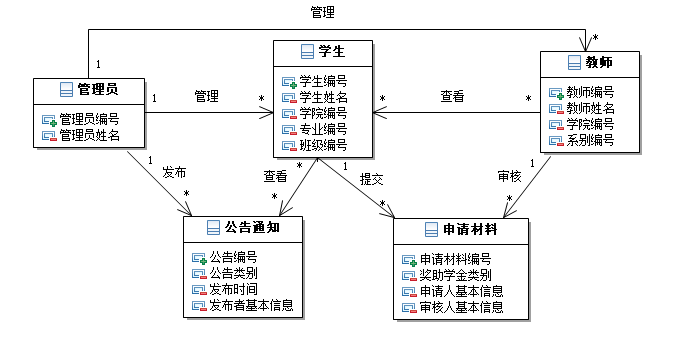 管理
1
*
学生
学生编号
学生姓名
学院编号
专业编号
班级编号
教师
教师编号
教师姓名
学院编号
系别编号
管理员
管理员编号
管理员姓名
1
管理
*
*
查看
*
1
发布
*
*
查看
*
1
提交
*
1
审核
*
公告通知
公告编号
公告类别
发布时间
发布者基本信息
申请材料
申请材料编号
奖助学金类别
申请人基本信息
审核人基本信息